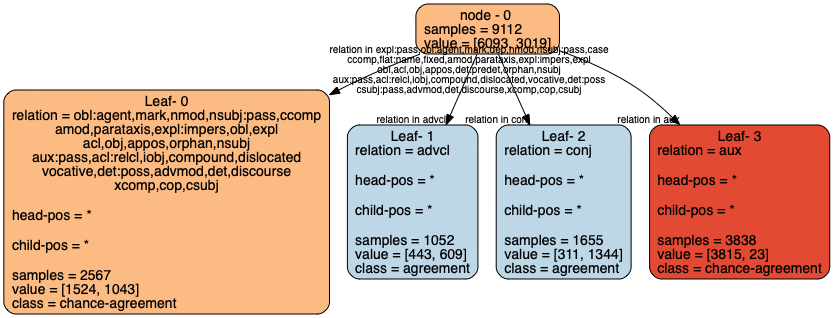 node - 0
samples = 9112
value = [6093, 3019]
relation in expl:pass,obl:agent,mark,dep,nmod,nsubj:pass,case
ccomp,flat:name,fixed,amod,parataxis,expl:impers,expl
obl,acl,obj,appos,det:predet,orphan,nsubj
aux:pass,acl:relcl,iobj,compound,dislocated,vocative,det:poss
csubj:pass,advmod,det,discourse,xcomp,cop,csubj
relation in advcl
relation in conj
relation in aux
Leaf- 0
relation = obl:agent,mark,nmod,nsubj:pass,ccomp
amod,parataxis,expl:impers,obl,expl
acl,obj,appos,orphan,nsubj
aux:pass,acl:relcl,iobj,compound,dislocated
vocative,det:poss,advmod,det,discourse
xcomp,cop,csubj
head-pos = *
child-pos = *
samples = 2567
value = [1524, 1043]
class = chance-agreement
Leaf- 1
relation = advcl
head-pos = *
child-pos = *
samples = 1052
value = [443, 609]
class = agreement
Leaf- 2
relation = conj
head-pos = *
child-pos = *
samples = 1655
value = [311, 1344]
class = agreement
Leaf- 3
relation = aux
head-pos = *
child-pos = *
samples = 3838
value = [3815, 23]
class = chance-agreement